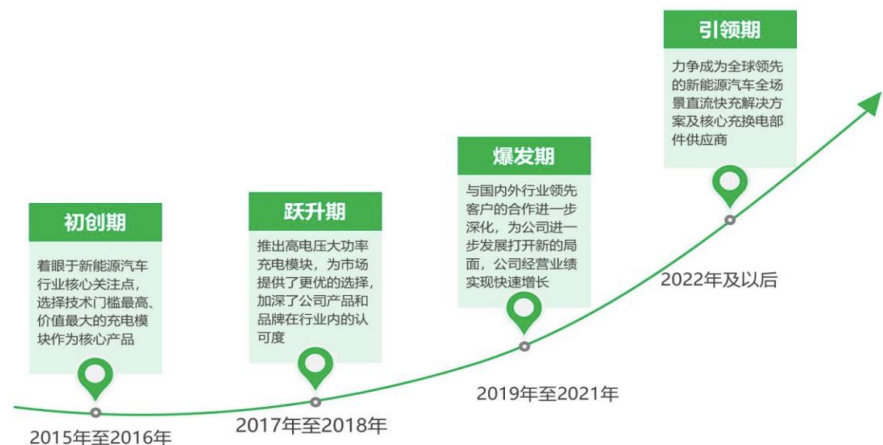 初创期
着眼于新能源汽车
行业核心关注点，
选择技术门槛最高、
价值最大的充电模
块作为核心产品
2015年至2016年
跃升期
推出高电压大功率
充电模块，为市场
提供了更优的选择，
加深了公司产品和
品牌在行业内的认
可度
2017年至2018年
爆发期
与国内外行业领先
客户的合作进一步
深化，为公司进一
步发展打开新的局
面，公司经营业绩
实现快速增长
2019年至2021年
引领期
力争成为全球领先
的新能源汽车全场
景直流快充解决方
案及核心充换电部
件供应商
2022年及以后